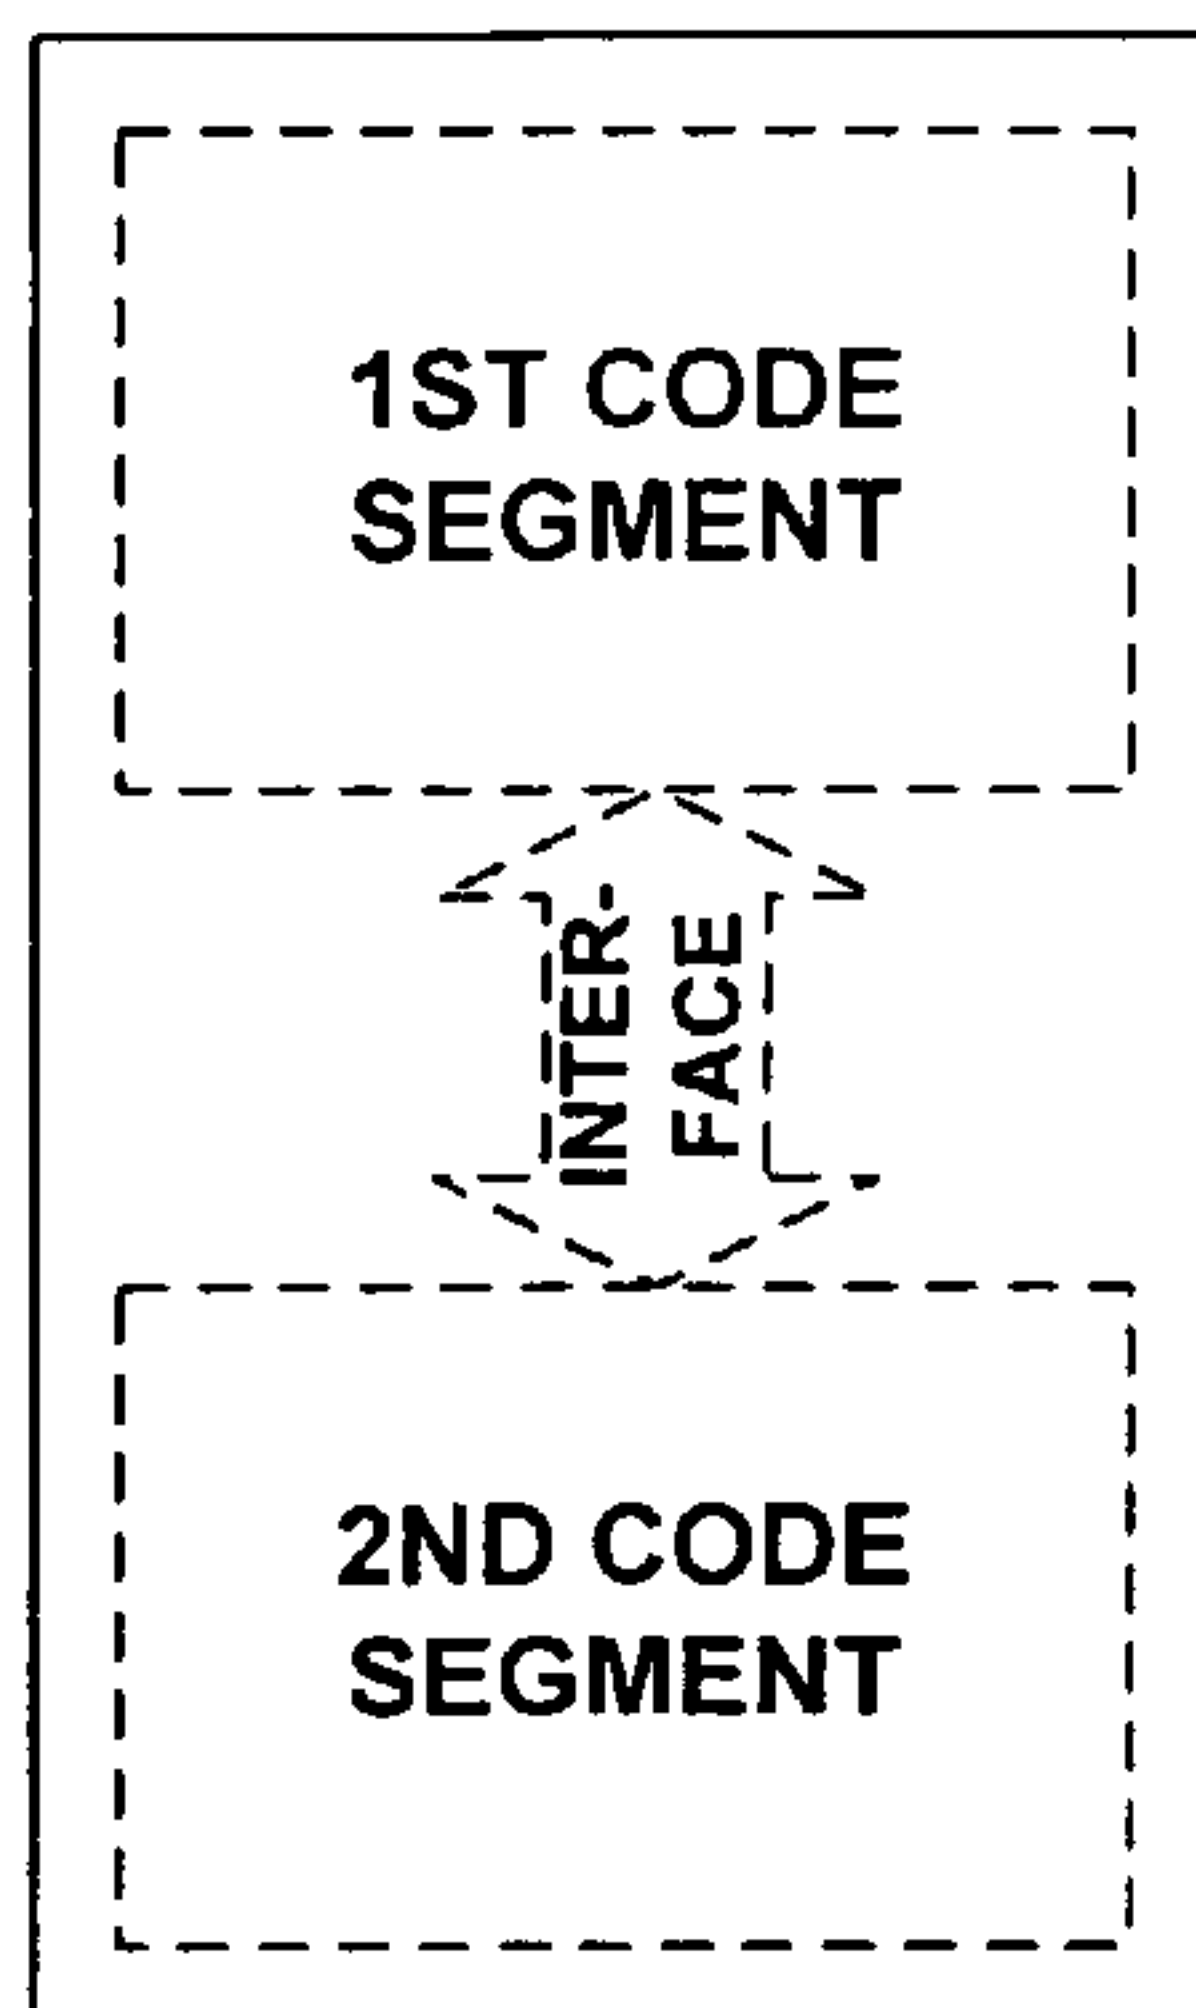 1ST CODE
SEGMENT
INTER-
FACE
2ND CODE
SEGMENT